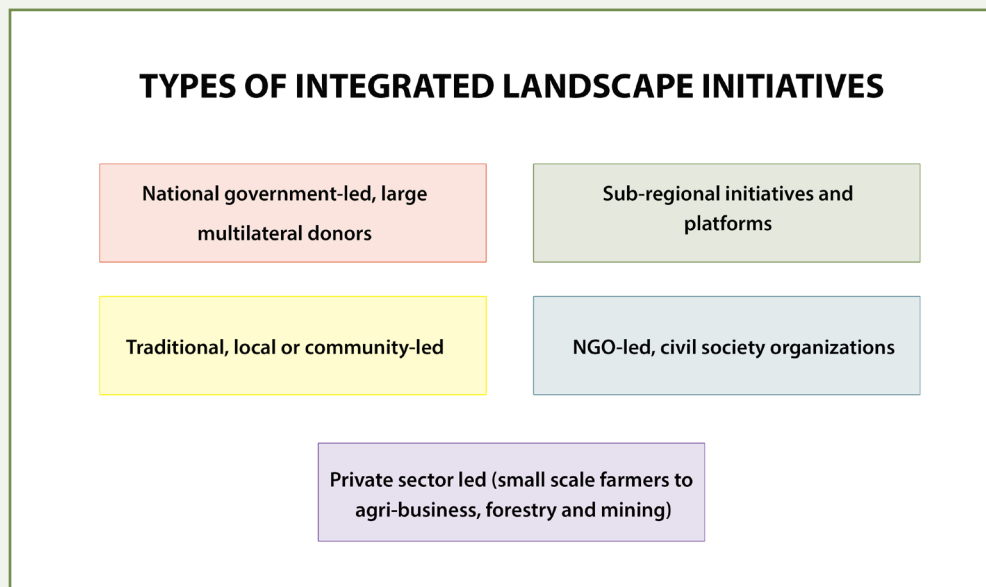 TYPES OF INTEGRATED LANDSCAPE INITIATIVES
National government-led, large
multilateral donors
Sub-regional initiatives and
platforms
Traditional, local or community-led
NGO-led, civil society organizations
Private sector led (small scale farmers to
agri-business, forestry and mining)